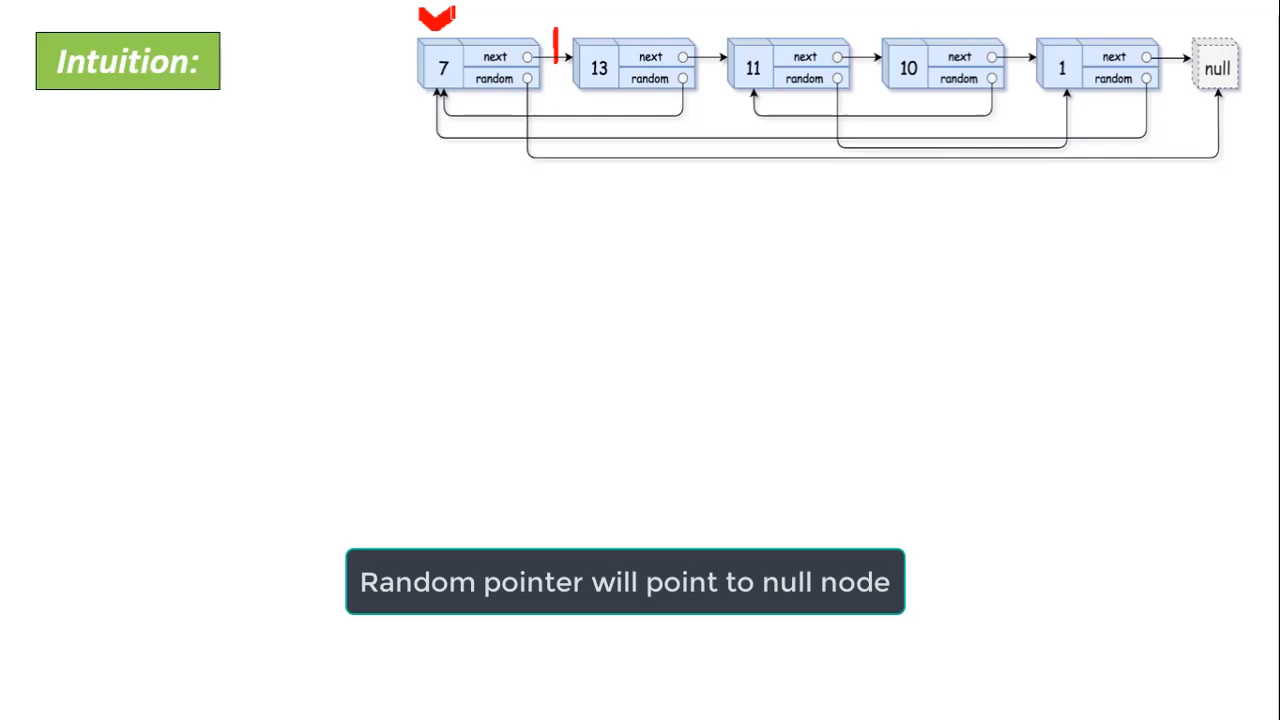 Intuition:
7 next random
13 next random
11 next random
10 next random
1 next random
null
Random pointer will point to null node